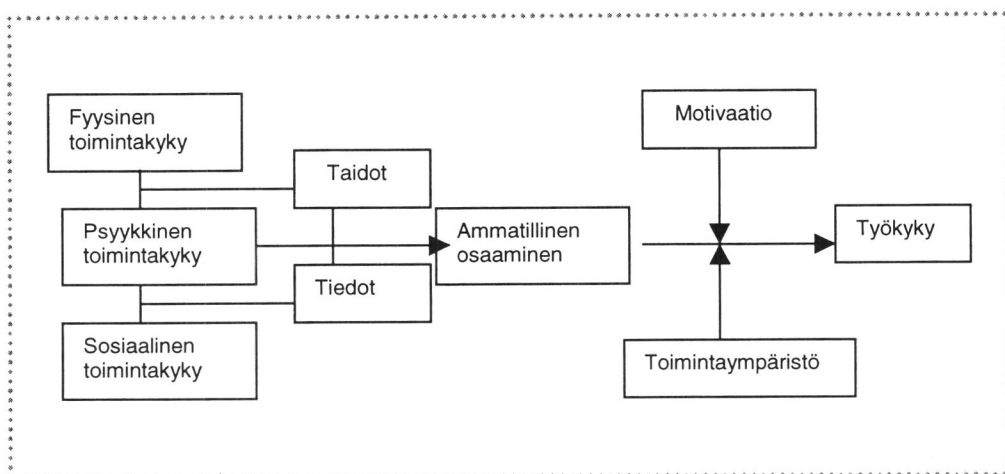 Fyysinen
toimintakyky
Psyykkinen
toimintakyky
Sosiaalinen
toimintakyky
Taidot
Tiedot
Ammatillinen
osaaminen
Motivaatio
Toimintaympäristö
Työkyky